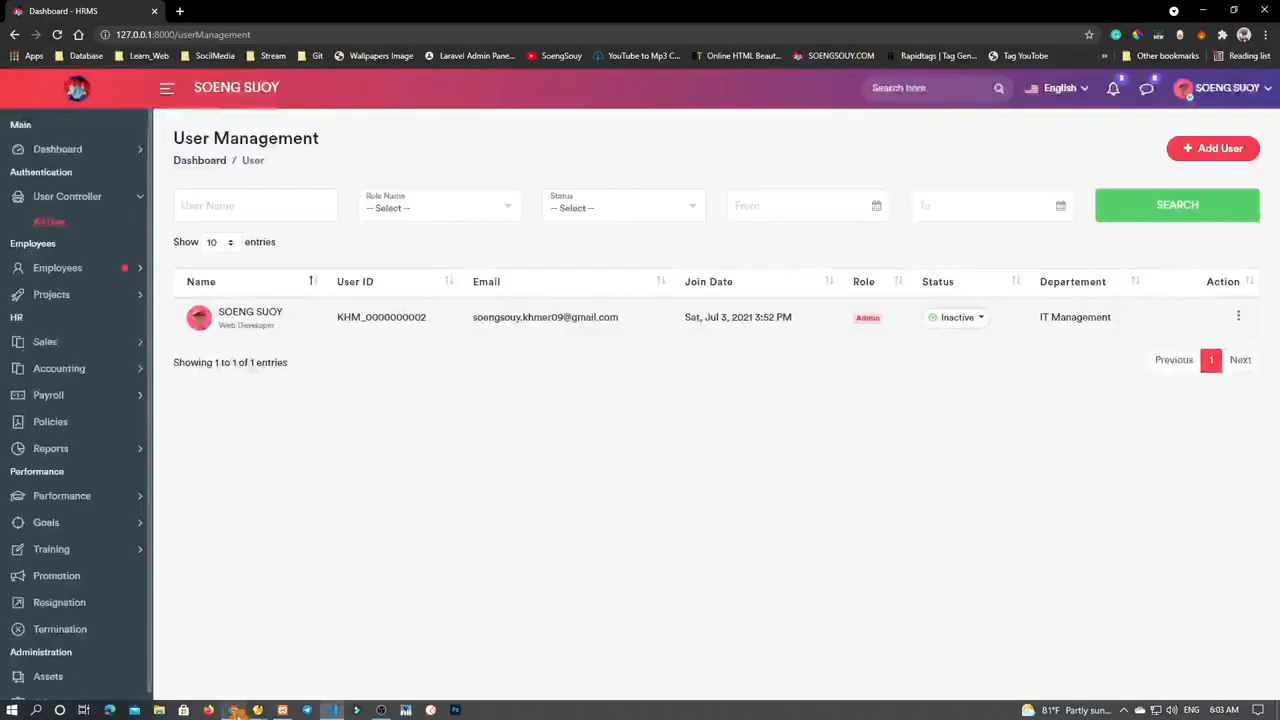 Dashboard - HRMS
127.0.0.1:8000/userManagement
Apps Database Learn_Web SocilMedia Stream Git Wallpapers Image Laravel Admin Pane... SoengSouy YouTube to Mp3 C... Online HTML Beaut... SOENGSOUY.COM Rapidtags | Tag Gen... Tag YouTube » Other bookmarks Reading list
SOENG SUOY Search here English SOENG SUOY
Main
Dashboard
Authentication
User Controller
All User
Employees
Employees
Projects
HR
Sales
Accounting
Payroll
Policies
Reports
Performance
Performance
Goals
Training
Promotion
Resignation
Termination
Administration
Assets
User Management
Dashboard / User
+ Add User
User Name Role Name -- Select -- Status -- Select -- From To SEARCH
Show 10 entries
Name User ID Email Join Date Role Status Departement Action
SOENG SUOY KHM_0000000002 soengsouy.khmer09@gmail.com Sat, Jul 3, 2021 3:52 PM Admin Inactive IT Management
Web Developer
Showing 1 to 1 of 1 entries
Previous 1 Next
81°F Partly sun... ENG 6:03 AM